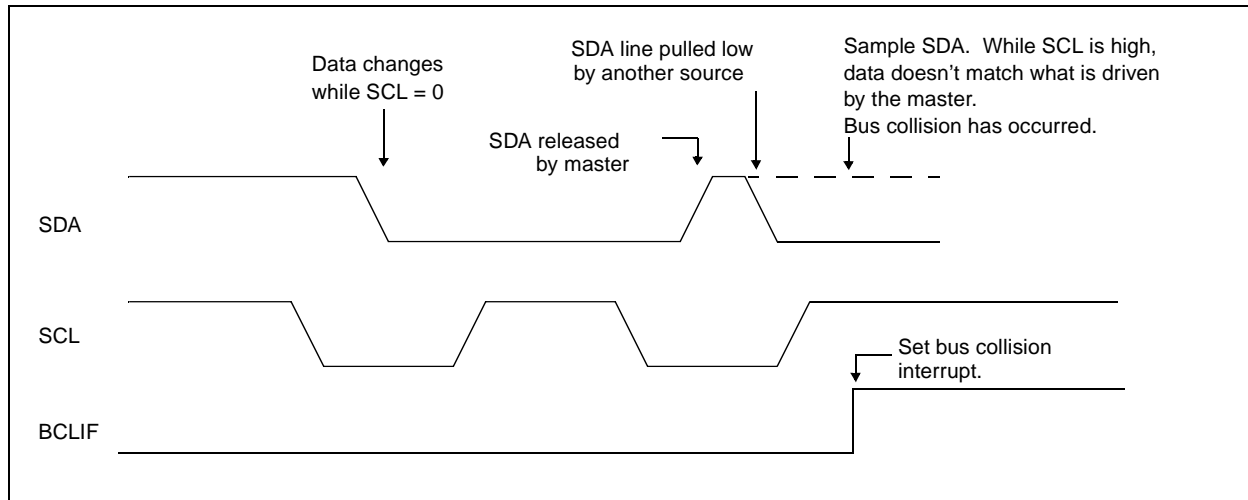 Data changes
while SCL = 0
SDA line pulled low
by another source
Sample SDA.  While SCL is high,
data doesn't match what is driven
by the master.
Bus collision has occurred.
SDA released
by master
SDA
SCL
Set bus collision
interrupt.
BCLIF